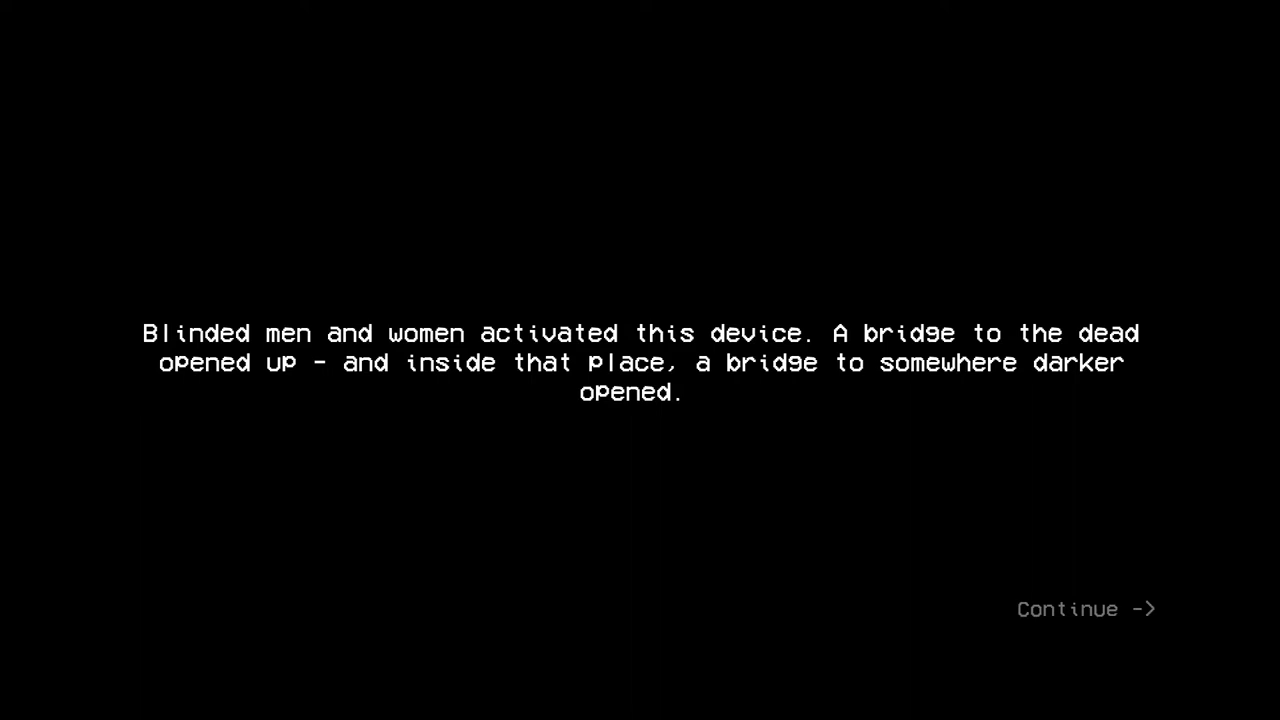 Blinded men and women activated this device. A bridge to the dead
opened up - and inside that place, a bridge to somewhere darker
opened.
Continue ->